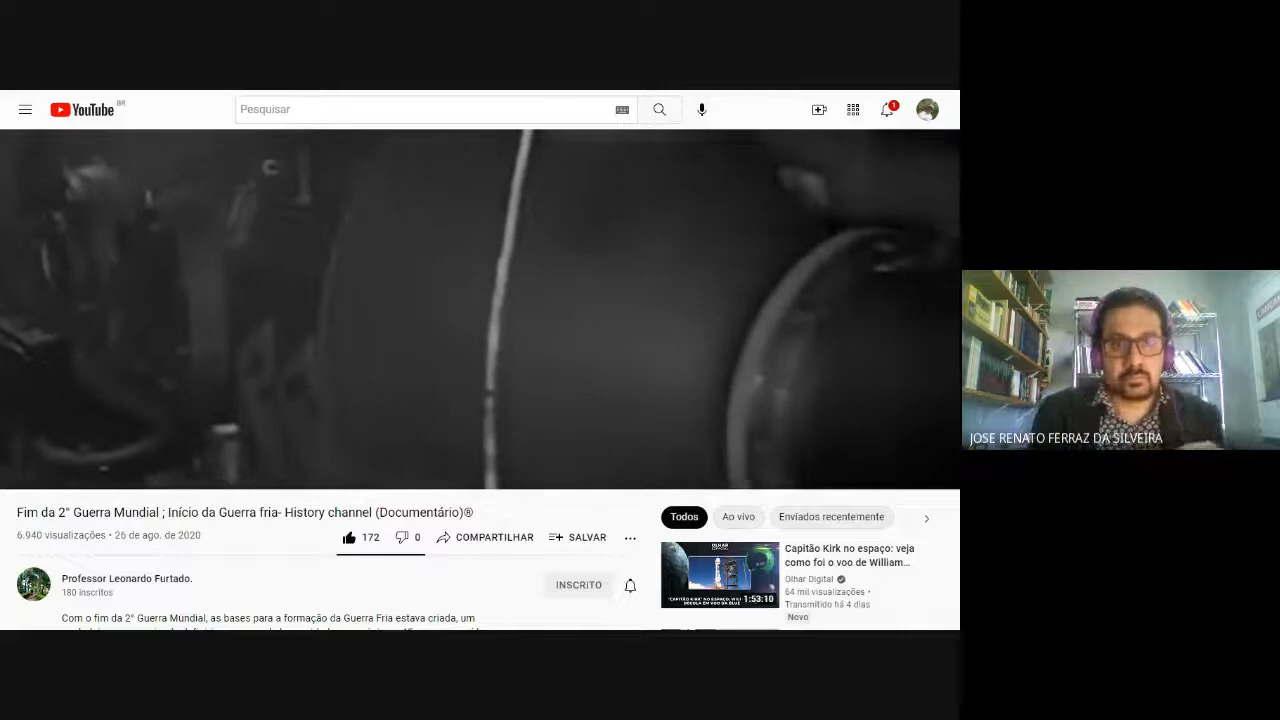 YouTube BR
Pesquisar
1
Fim da 2° Guerra Mundial ; Início da Guerra fria- History channel (Documentário)®
6.940 visualizações • 26 de ago. de 2020
172
0
COMPARTILHAR
SALVAR
Professor Leonardo Furtado.
180 inscritos
INSCRITO
Com o fim da 2° Guerra Mundial, as bases para a formação da Guerra Fria estava criada, um
Todos
Ao vivo
Enviados recentemente
1:53:10
Capitão Kirk no espaço: veja
como foi o voo de William...
Olhar Digital
64 mil visualizações •
Transmitido há 4 dias
Novo
JOSE RENATO FERRAZ DA SILVEIRA